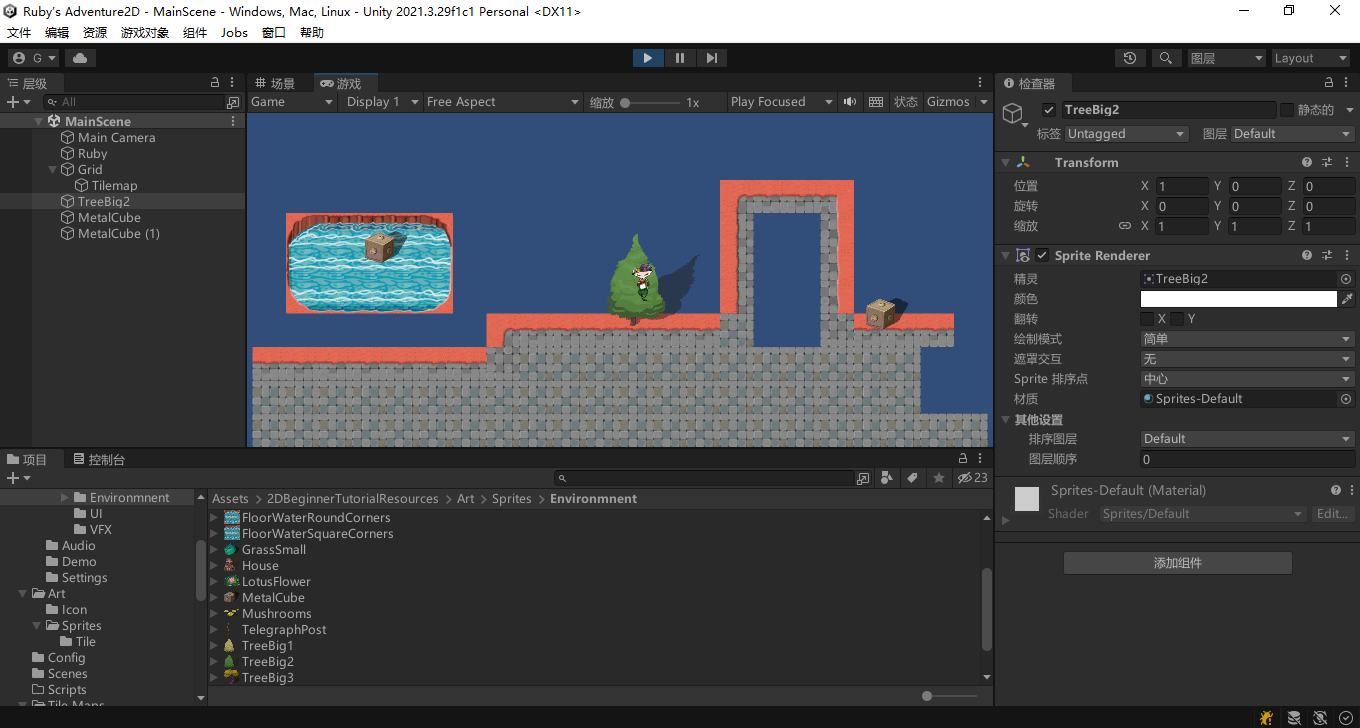 Ruby's Adventure2D - MainScene - Windows, Mac, Linux - Unity 2021.3.29f1c1 Personal <DX11>
文件 编辑 资源 游戏对象 组件 Jobs 窗口 帮助
G 图层 Layout
层级 场景 游戏 检查器
All Game Display 1 Free Aspect 缩放 1x Play Focused 状态 Gizmos
MainScene
Main Camera
Ruby
Grid
Tilemap
TreeBig2
MetalCube
MetalCube (1)
TreeBig2 静态的
标签 Untagged 图层 Default
Transform
位置 X 1 Y 0 Z 0
旋转 X 0 Y 0 Z 0
缩放 X 1 Y 1 Z 1
Sprite Renderer
精灵 TreeBig2
颜色
翻转 X Y
绘制模式 简单
遮罩交互 无
Sprite 排序点 中心
材质 Sprites-Default
其他设置
排序图层 Default
图层顺序 0
Sprites-Default (Material)
Shader Sprites/Default Edit...
添加组件
项目 控制台
23
Environmnent
UI
VFX
Audio
Demo
Settings
Art
Icon
Sprites
Tile
Config
Scenes
Scripts
Tile Maps
Assets > 2DBeginnerTutorialResources > Art > Sprites > Environmnent
FloorWaterRoundCorners
FloorWaterSquareCorners
GrassSmall
House
LotusFlower
MetalCube
Mushrooms
TelegraphPost
TreeBig1
TreeBig2
TreeBig3